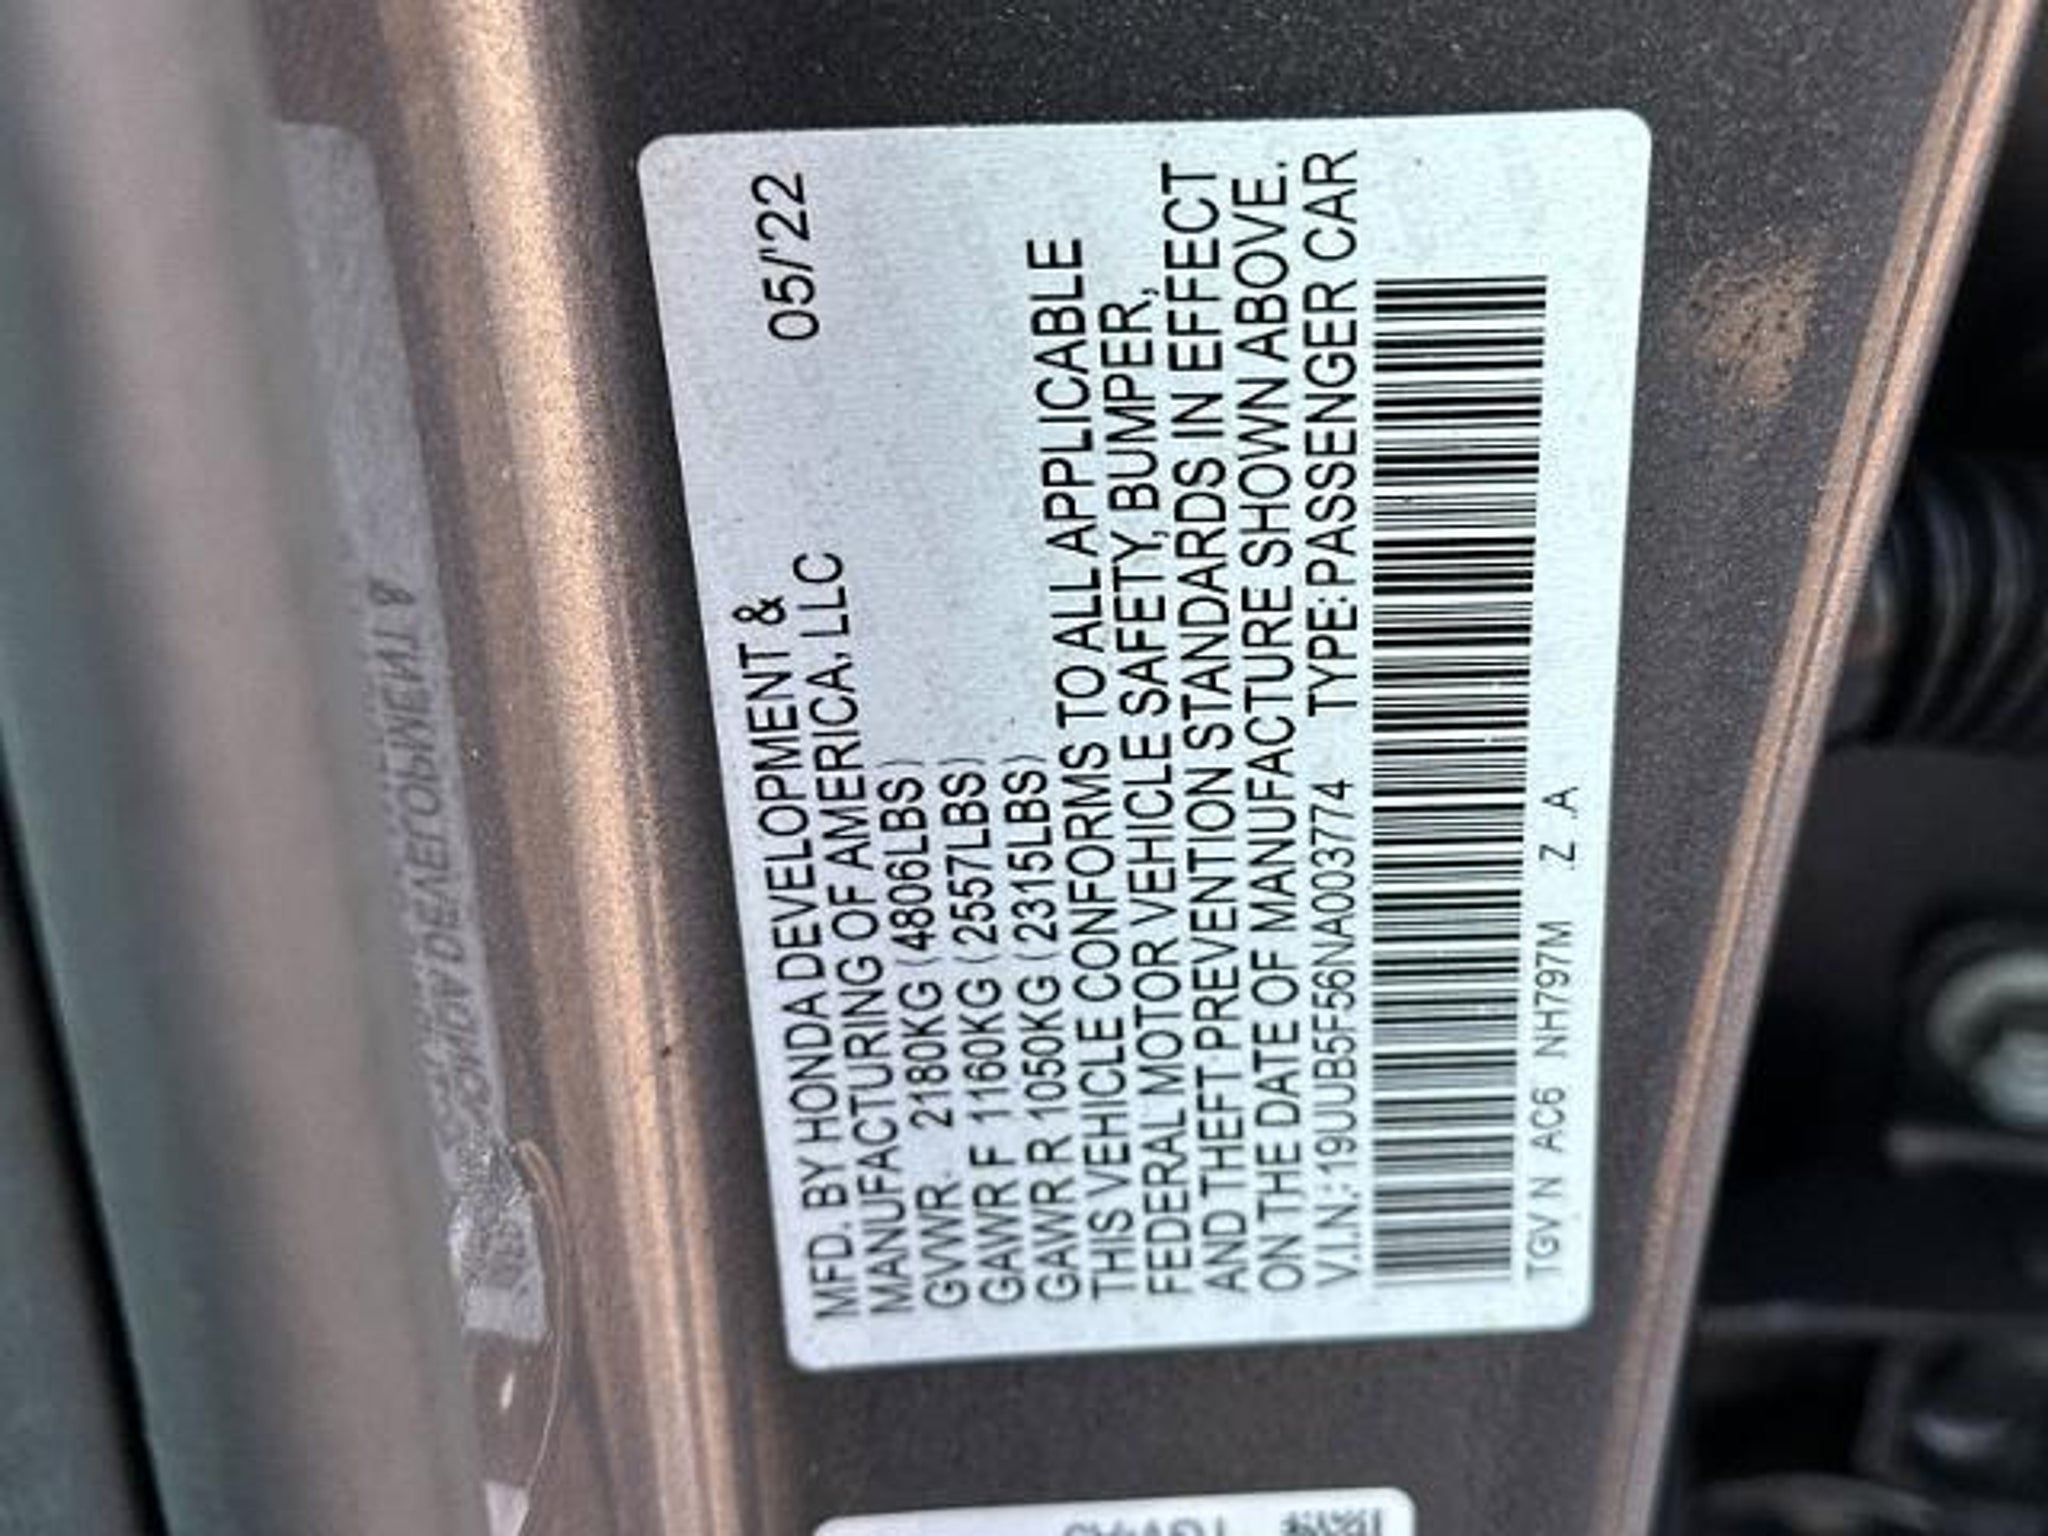 MFD. BY HONDA DEVELOPMENT & 05/'22
MANUFACTURING OF AMERICA, LLC
GVWR 2180KG (4806LBS)
GAWR F 1160KG (2557LBS)
GAWR R 1050KG (2315LBS)
THIS VEHICLE CONFORMS TO ALL APPLICABLE
FEDERAL MOTOR VEHICLE SAFETY, BUMPER,
AND THEFT PREVENTION STANDARDS IN EFFECT
ON THE DATE OF MANUFACTURE SHOWN ABOVE.
V.I.N.: 19UUB5F56NA003774 TYPE: PASSENGER CAR
TGV N AC6 NH797M Z A